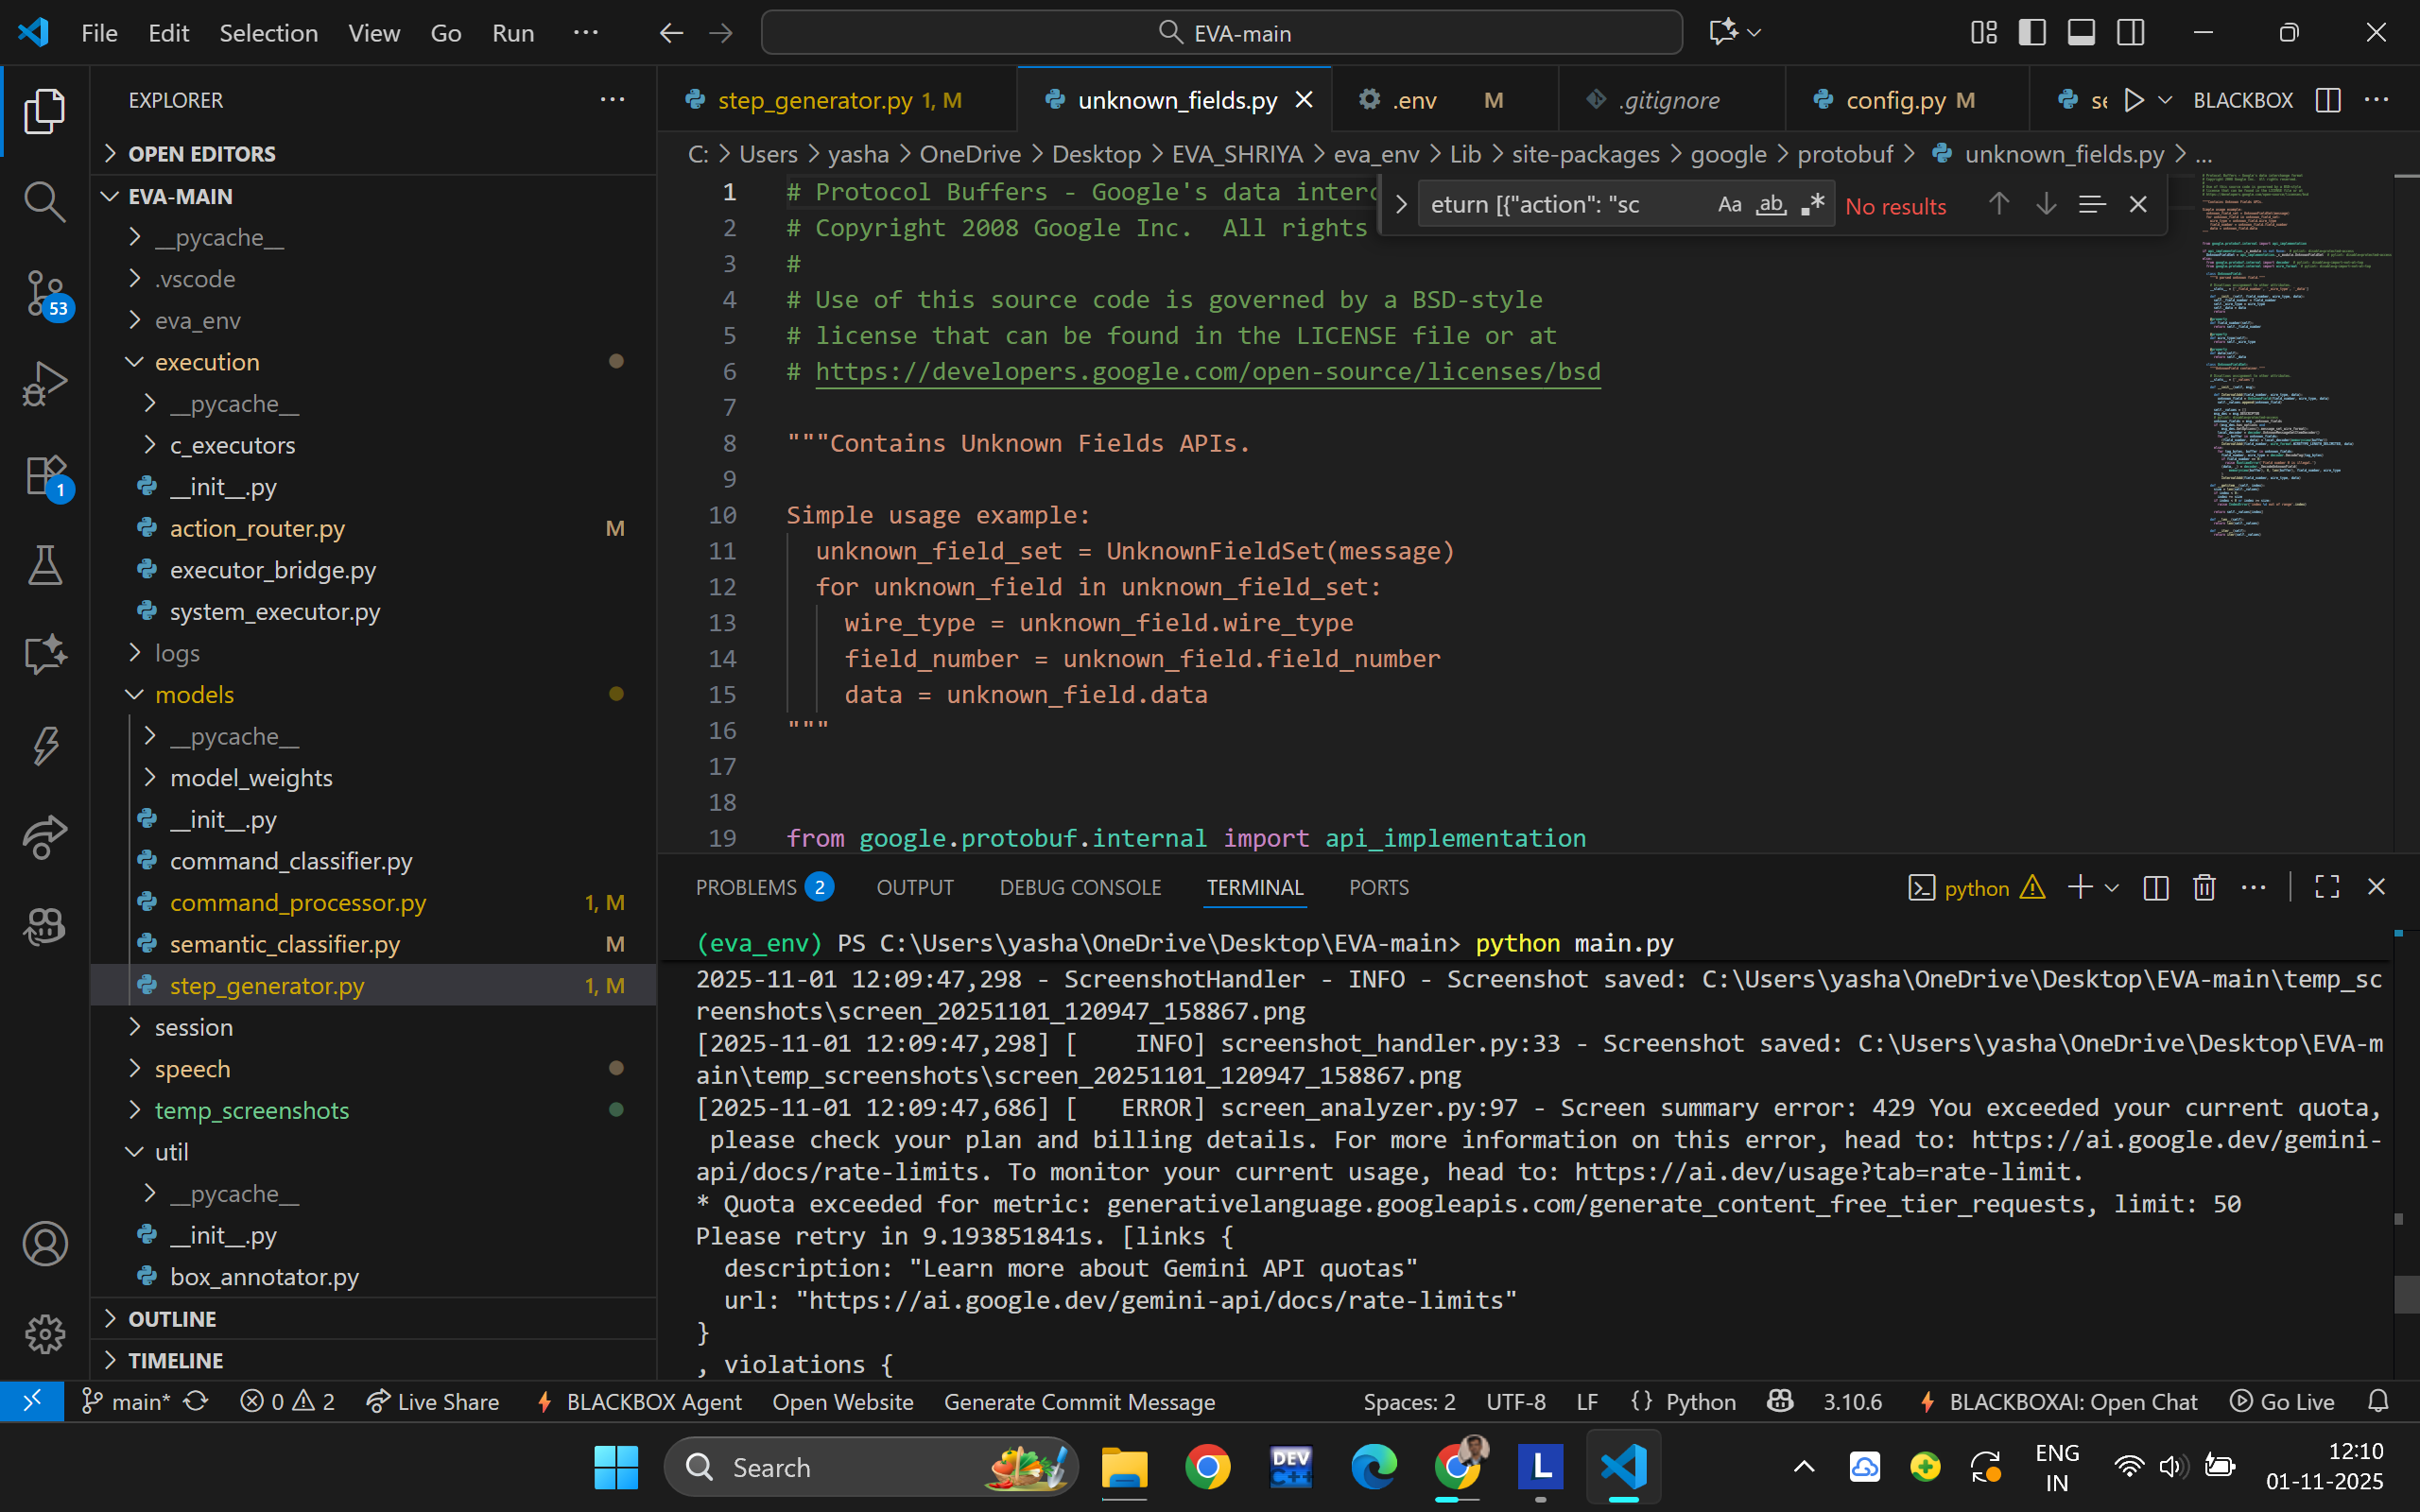 File Edit Selection View Go Run ···
EVA-main
EXPLORER
OPEN EDITORS
EVA-MAIN
__pycache__
.vscode
eva_env
execution
__pycache__
c_executors
__init__.py
action_router.py M
executor_bridge.py
system_executor.py
logs
models
__pycache__
model_weights
__init__.py
command_classifier.py
command_processor.py 1, M
semantic_classifier.py M
step_generator.py 1, M
session
speech
temp_screenshots
util
__pycache__
__init__.py
box_annotator.py
OUTLINE
TIMELINE
53
1
step_generator.py 1, M
unknown_fields.py
.env M
.gitignore
config.py M
BLACKBOX
C: > Users > yasha > OneDrive > Desktop > EVA_SHRIYA > eva_env > Lib > site-packages > google > protobuf > unknown_fields.py > ...
eturn [{"action": "sc Aa ab .* No results
1 # Protocol Buffers - Google's data interc
2 # Copyright 2008 Google Inc.  All rights
3 #
4 # Use of this source code is governed by a BSD-style
5 # license that can be found in the LICENSE file or at
6 # https://developers.google.com/open-source/licenses/bsd
7
8 """Contains Unknown Fields APIs.
9
10 Simple usage example:
11 unknown_field_set = UnknownFieldSet(message)
12 for unknown_field in unknown_field_set:
13 wire_type = unknown_field.wire_type
14 field_number = unknown_field.field_number
15 data = unknown_field.data
16 """
17
18
19 from google.protobuf.internal import api_implementation
PROBLEMS 2 OUTPUT DEBUG CONSOLE TERMINAL PORTS
python
(eva_env) PS C:\Users\yasha\OneDrive\Desktop\EVA-main> python main.py
2025-11-01 12:09:47,298 - ScreenshotHandler - INFO - Screenshot saved: C:\Users\yasha\OneDrive\Desktop\EVA-main\temp_sc
reenshots\screen_20251101_120947_158867.png
[2025-11-01 12:09:47,298] [    INFO] screenshot_handler.py:33 - Screenshot saved: C:\Users\yasha\OneDrive\Desktop\EVA-m
ain\temp_screenshots\screen_20251101_120947_158867.png
[2025-11-01 12:09:47,686] [   ERROR] screen_analyzer.py:97 - Screen summary error: 429 You exceeded your current quota,
please check your plan and billing details. For more information on this error, head to: https://ai.google.dev/gemini-
api/docs/rate-limits. To monitor your current usage, head to: https://ai.dev/usage?tab=rate-limit.
* Quota exceeded for metric: generativelanguage.googleapis.com/generate_content_free_tier_requests, limit: 50
Please retry in 9.193851841s. [links {
description: "Learn more about Gemini API quotas"
url: "https://ai.google.dev/gemini-api/docs/rate-limits"
}
, violations {
main* 0 2 Live Share BLACKBOX Agent Open Website Generate Commit Message Spaces: 2 UTF-8 LF {} Python 3.10.6 BLACKBOXAI: Open Chat Go Live
Search
DEV C++
L
ENG
IN
12:10
01-11-2025